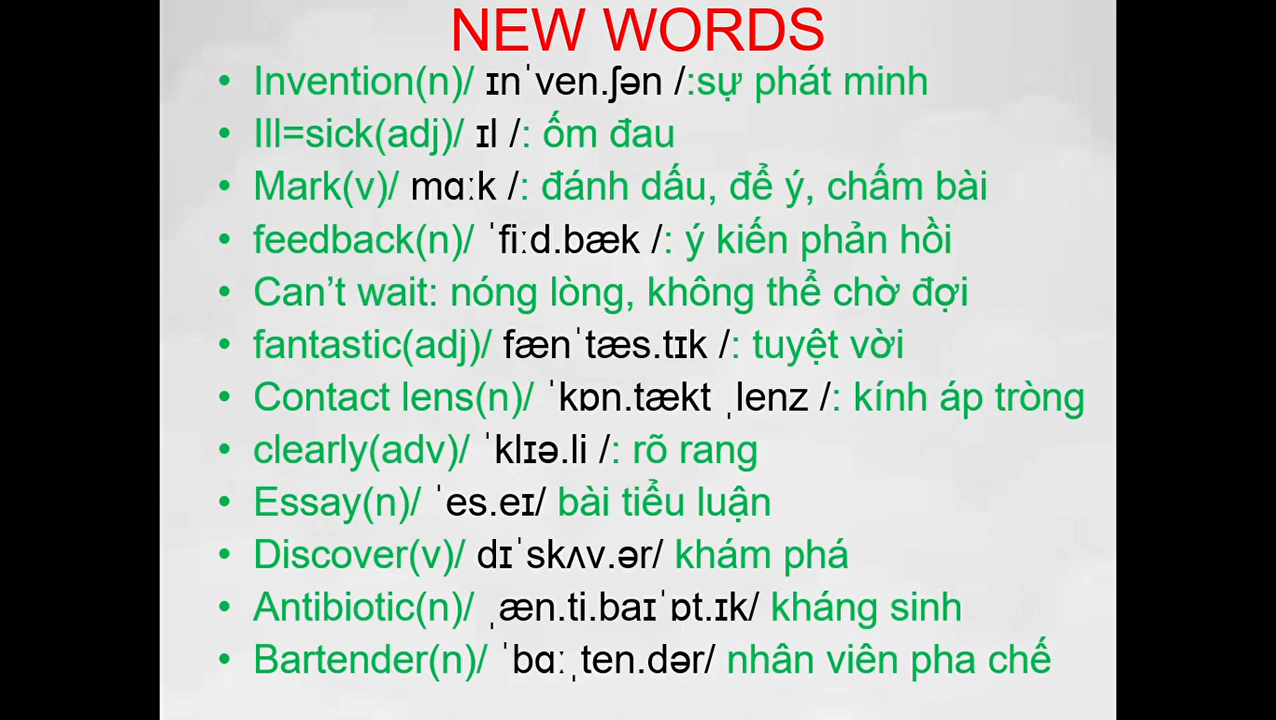 NEW WORDS
• Invention(n)/ ɪnˈven.ʃən /:sự phát minh
• Ill=sick(adj)/ ɪl /: ốm đau
• Mark(v)/ mɑːk /: đánh dấu, để ý, chấm bài
• feedback(n)/ ˈfiːd.bæk /: ý kiến phản hồi
• Can’t wait: nóng lòng, không thể chờ đợi
• fantastic(adj)/ fænˈtæs.tɪk /: tuyệt vời
• Contact lens(n)/ ˈkɒn.tækt ˌlenz /: kính áp tròng
• clearly(adv)/ ˈklɪə.li /: rõ rang
• Essay(n)/ ˈes.eɪ/ bài tiểu luận
• Discover(v)/ dɪˈskʌv.ər/ khám phá
• Antibiotic(n)/ ˌæn.ti.baɪˈɒt.ɪk/ kháng sinh
• Bartender(n)/ ˈbɑːˌten.dər/ nhân viên pha chế